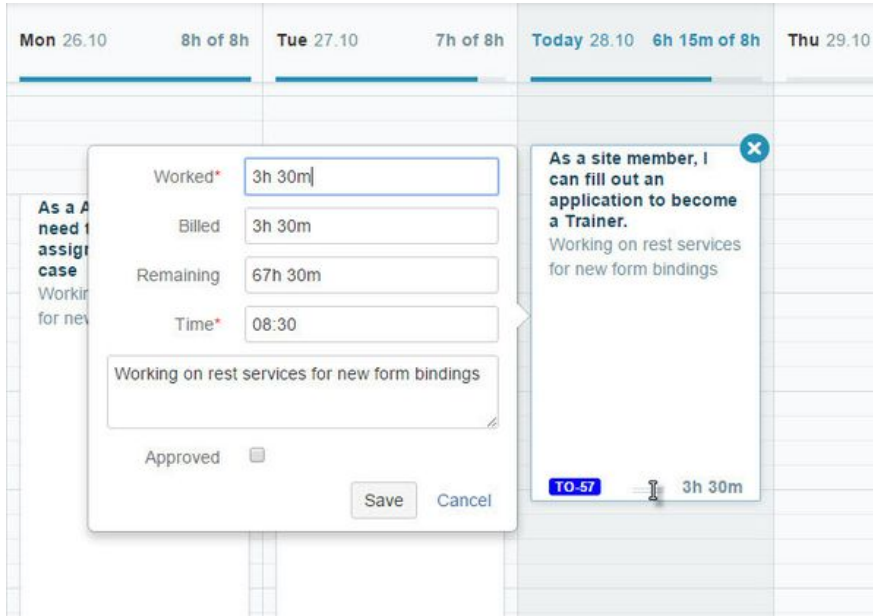 Mon 26.10 8h of 8h Tue 27.10 7h of 8h Today 28.10 6h 15m of 8h Thu 29.10
As a A
need
assig
case
for
Worked* 3h 30m
Billed 3h 30m
Remaining 67h 30m
Time* 08:30
Working on rest services for new form bindings
Approved
Save Cancel
As a site member, I
can fill out an
application to become
a Trainer.
Working on rest services
for new form bindings
TO-57 3h 30m